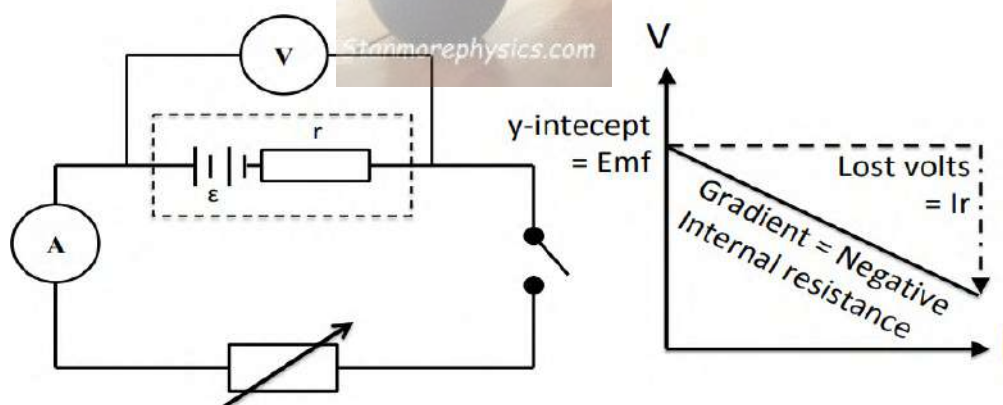 Stanmorephysics.com
V
r
ε
A
V
y-intecept
= Emf
Lost volts
= Ir
Gradient = Negative
Internal resistance